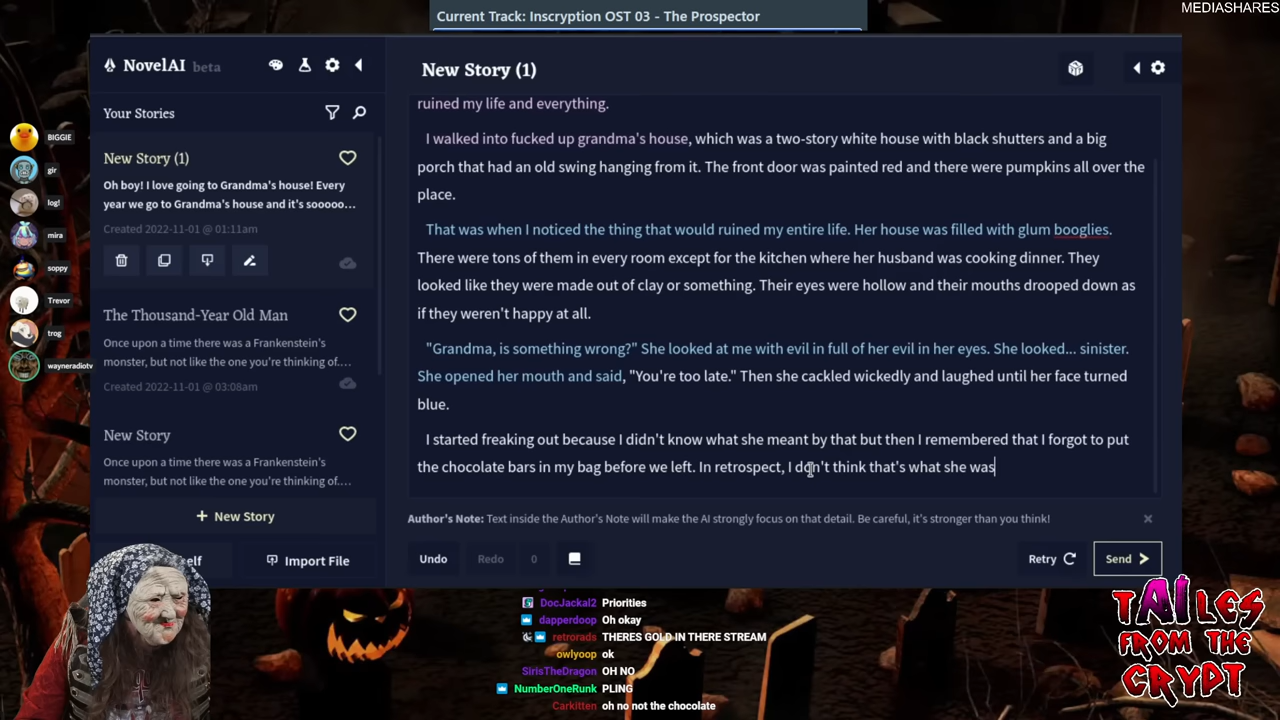 Current Track: Inscryption OST 03 - The Prospector
MEDIASHARES
NovelAI beta
Your Stories
New Story (1)
Oh boy! I love going to Grandma's house! Every
year we go to Grandma's house and it's sooooo...
Created 2022-11-01 @ 01:11am
The Thousand-Year Old Man
Once upon a time there was a Frankenstein's
monster, but not like the one you're thinking of....
Created 2022-11-01 @ 03:08am
New Story
Once upon a time there was a Frankenstein's
monster, but not like the one you're thinking of....
+ New Story
elf
Import File
BIGGIE
gir
log!
mira
soppy
Trevor
trog
wayneradiotv
New Story (1)
ruined my life and everything.
I walked into fucked up grandma's house, which was a two-story white house with black shutters and a big
porch that had an old swing hanging from it. The front door was painted red and there were pumpkins all over the
place.
That was when I noticed the thing that would ruined my entire life. Her house was filled with glum booglies.
There were tons of them in every room except for the kitchen where her husband was cooking dinner. They
looked like they were made out of clay or something. Their eyes were hollow and their mouths drooped down as
if they weren't happy at all.
"Grandma, is something wrong?" She looked at me with evil in full of her evil in her eyes. She looked... sinister.
She opened her mouth and said, "You're too late." Then she cackled wickedly and laughed until her face turned
blue.
I started freaking out because I didn't know what she meant by that but then I remembered that I forgot to put
the chocolate bars in my bag before we left. In retrospect, I don't think that's what she was
Author's Note: Text inside the Author's Note will make the AI strongly focus on that detail. Be careful, it's stronger than you think!
Undo
Redo
0
Retry
Send
DocJackal2 Priorities
dapperdoop Oh okay
retrorads THERES GOLD IN THERE STREAM
owlyoop ok
SirisTheDragon OH NO
NumberOneRunk PLING
Carkitten oh no not the chocolate
TAILES
FROM THE
CRYPT